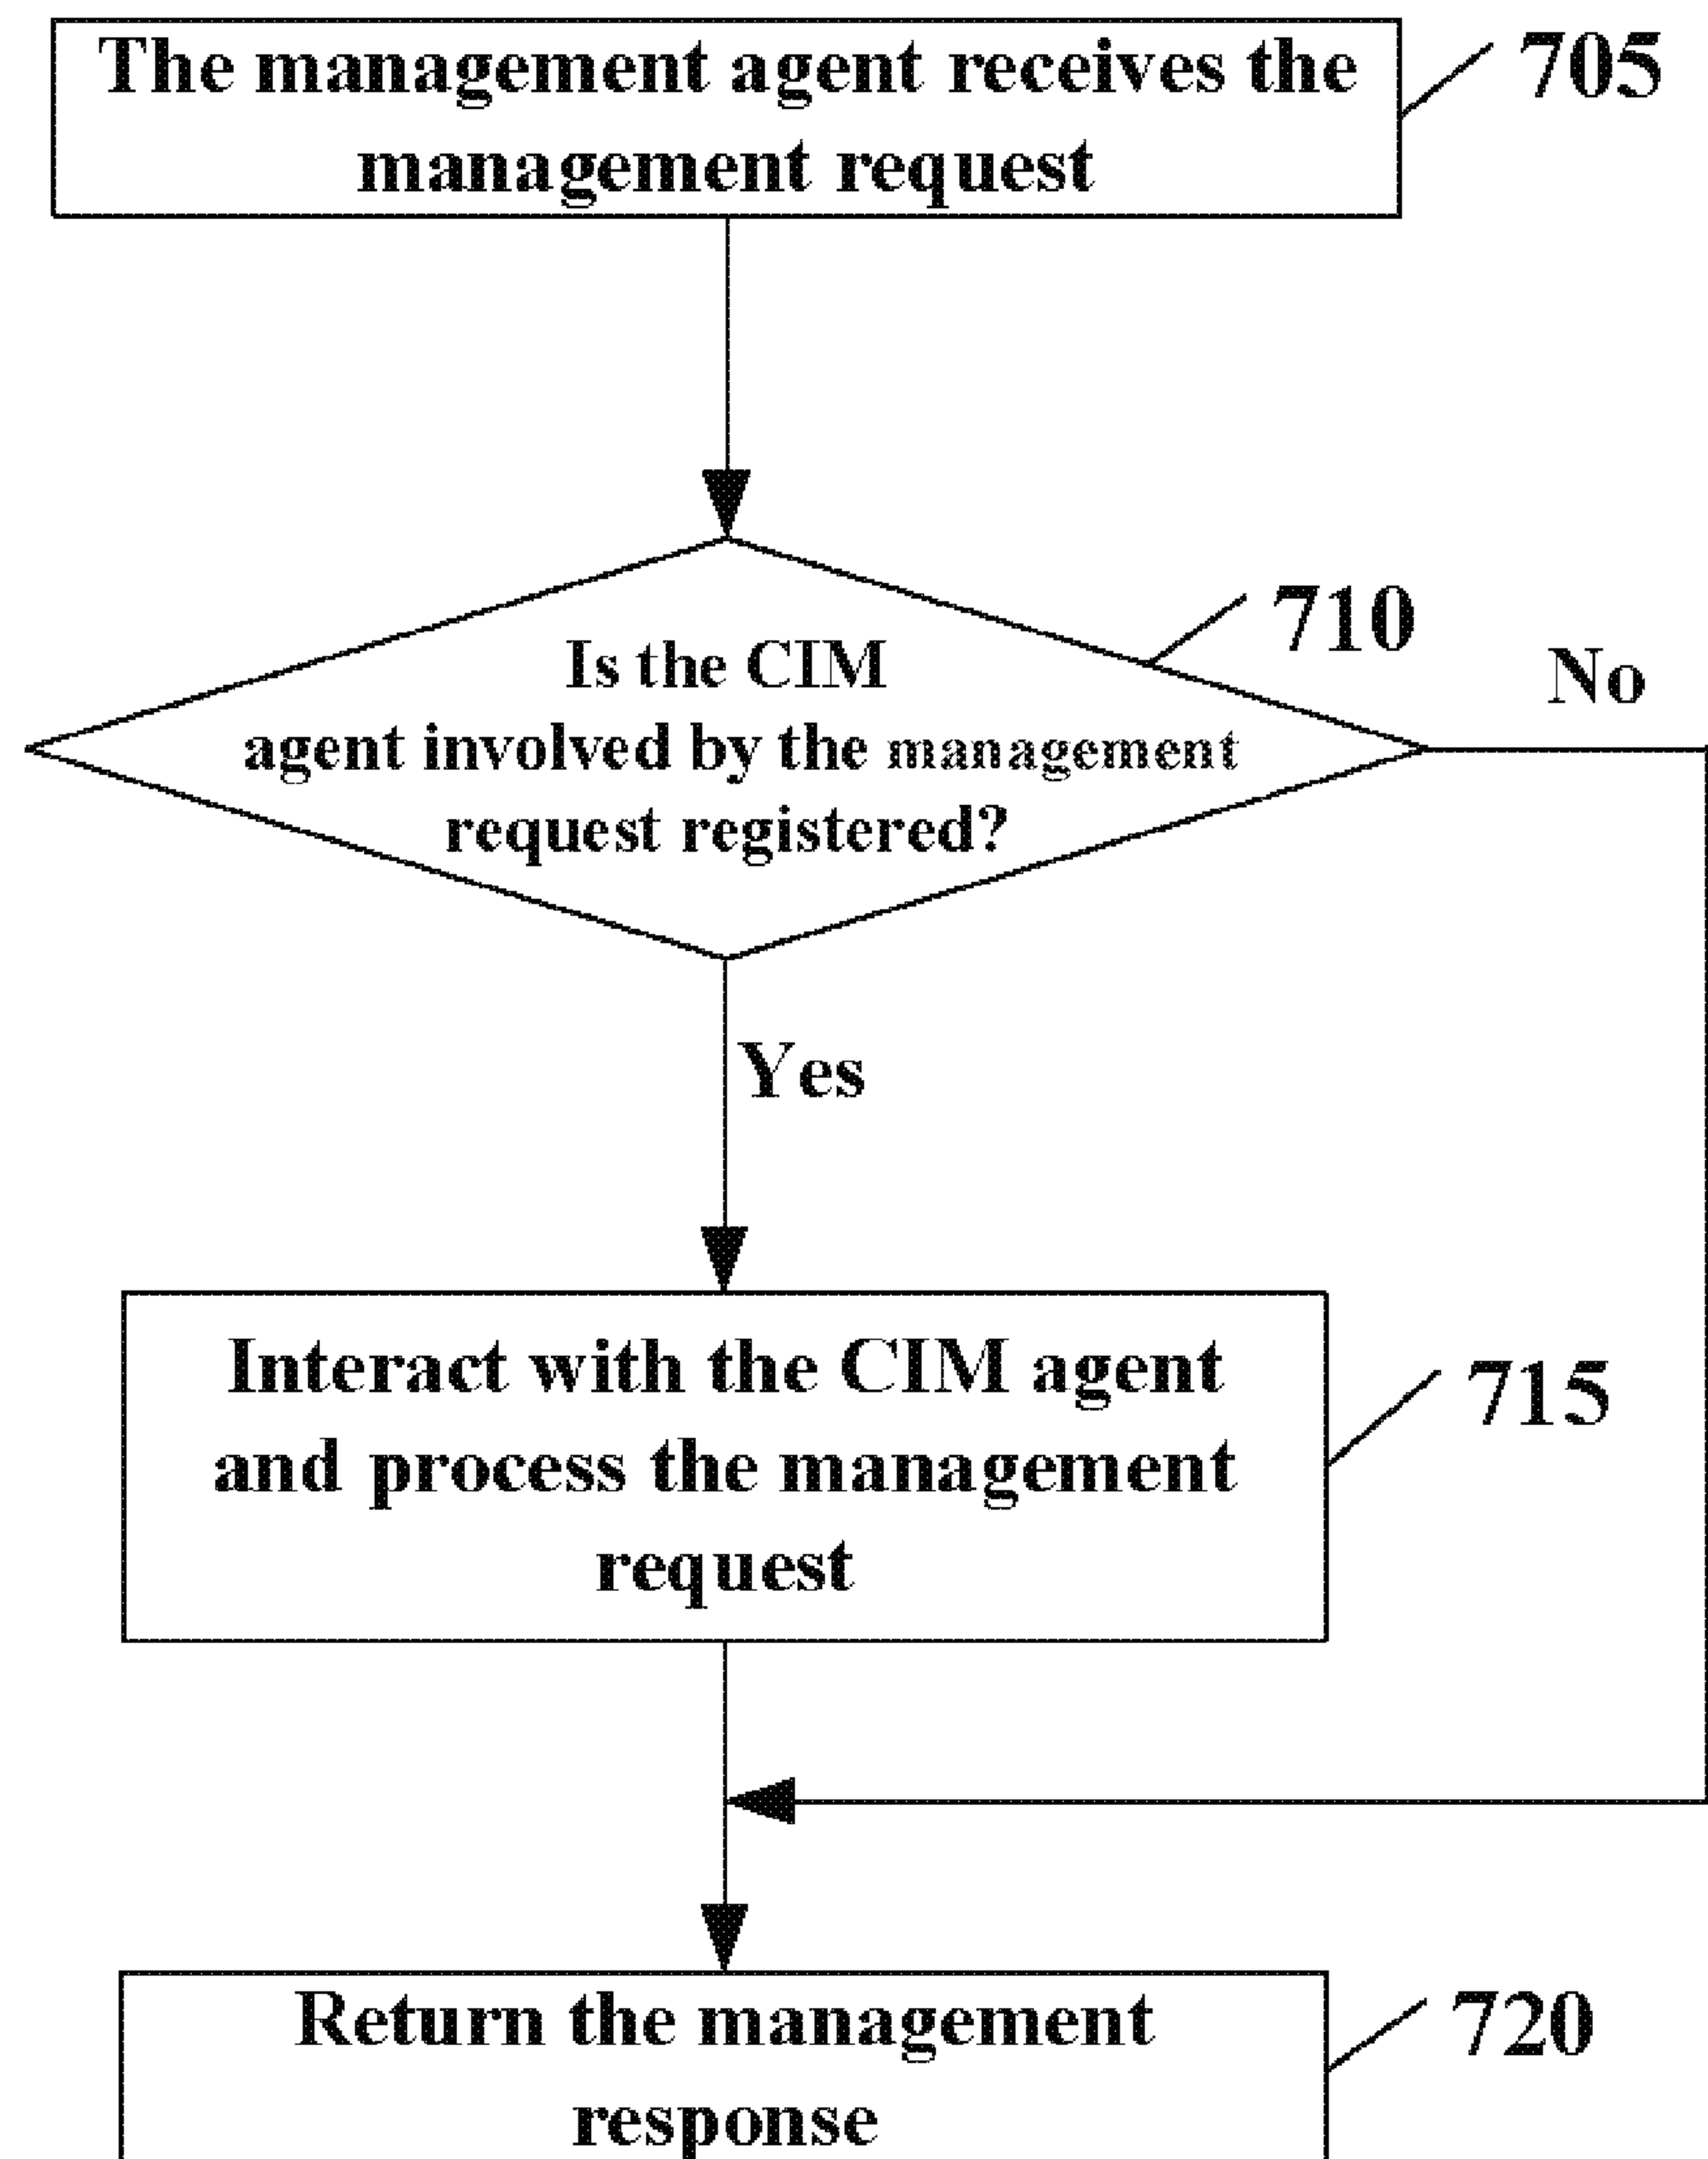 The management agent receives the
management request
705
710
No
Is the CIM
agent involved by the management
request registered?
Yes
Interact with the CIM agent
and process the management
request
715
Return the management
response
720